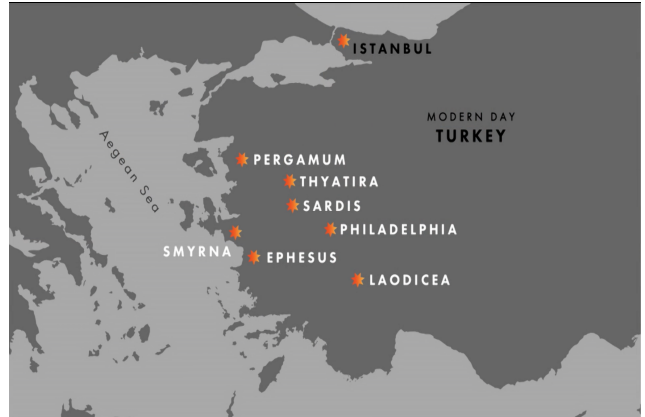 ISTANBUL
MODERN DAY
TURKEY
Aegean Sea
PERGAMUM
THYATIRA
SARDIS
PHILADELPHIA
SMYRNA
EPHESUS
LAODICEA